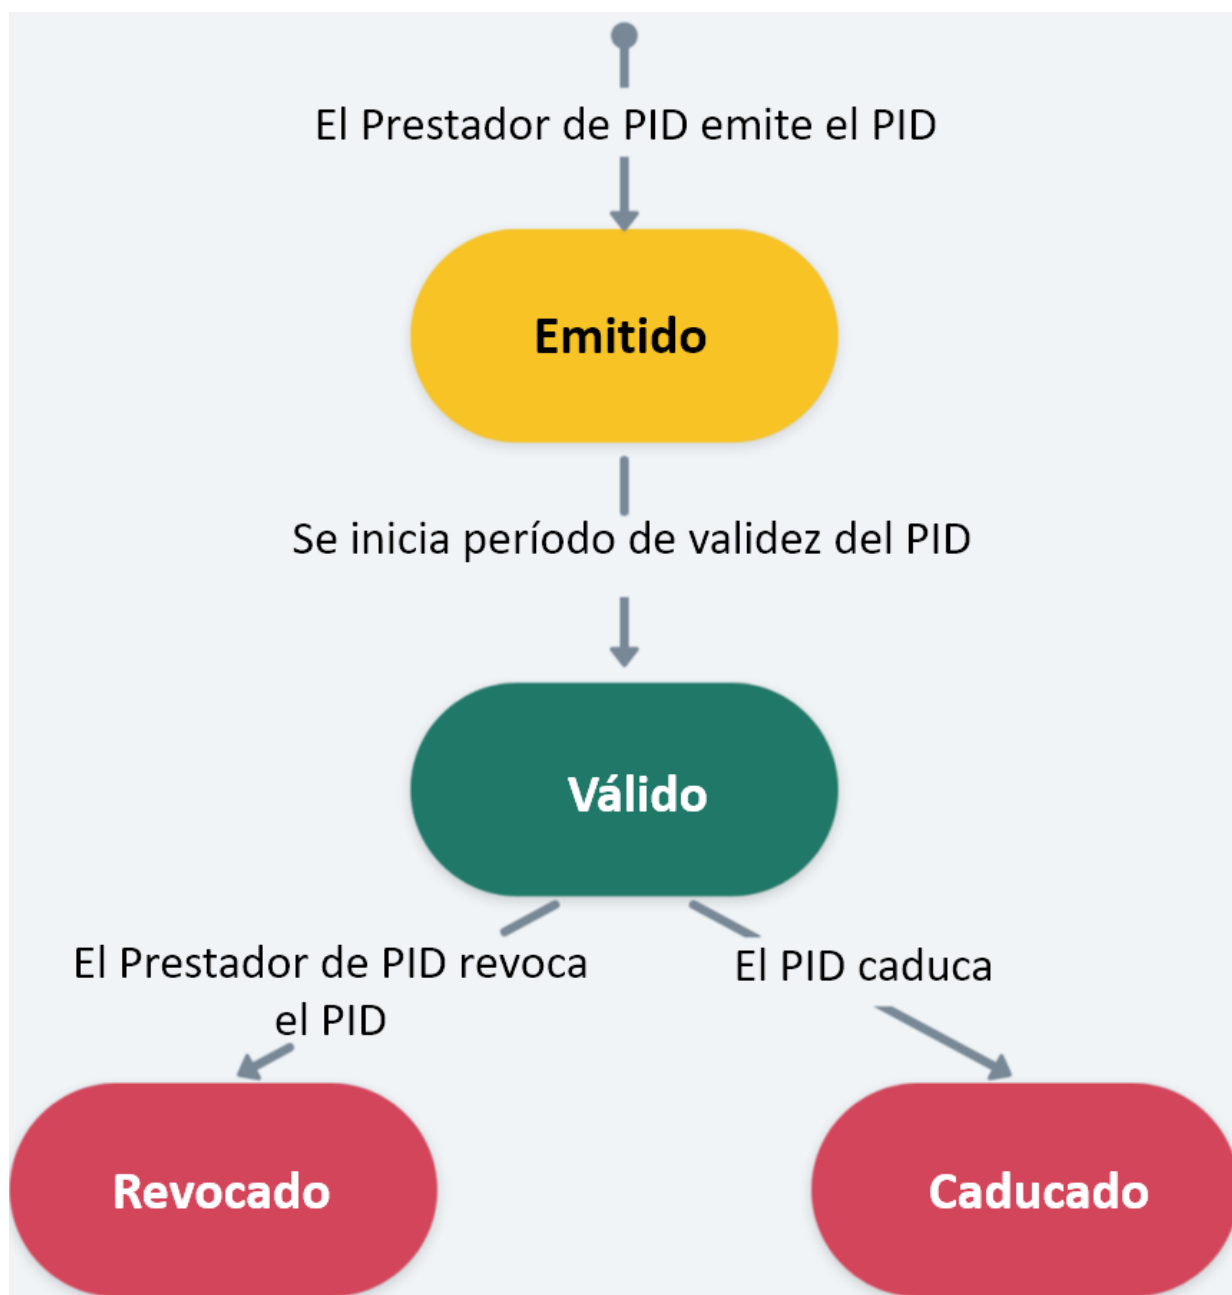 El Prestador de PID emite el PID
Emitido
Se inicia período de validez del PID
Válido
El Prestador de PID revoca
el PID
El PID caduca
Revocado
Caducado